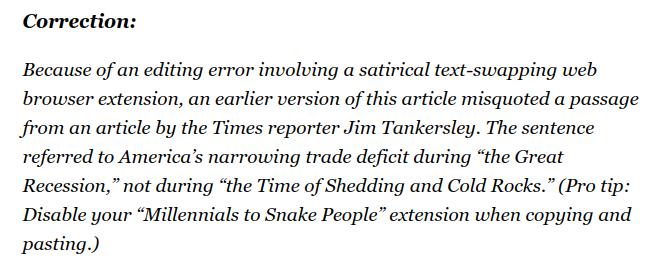 Correction:
Because of an editing error involving a satirical text-swapping web
browser extension, an earlier version of this article misquoted a passage
from an article by the Times reporter Jim Tankersley. The sentence
referred to America’s narrowing trade deficit during “the Great
Recession,” not during “the Time of Shedding and Cold Rocks.” (Pro tip:
Disable your “Millennials to Snake People” extension when copying and
pasting.)